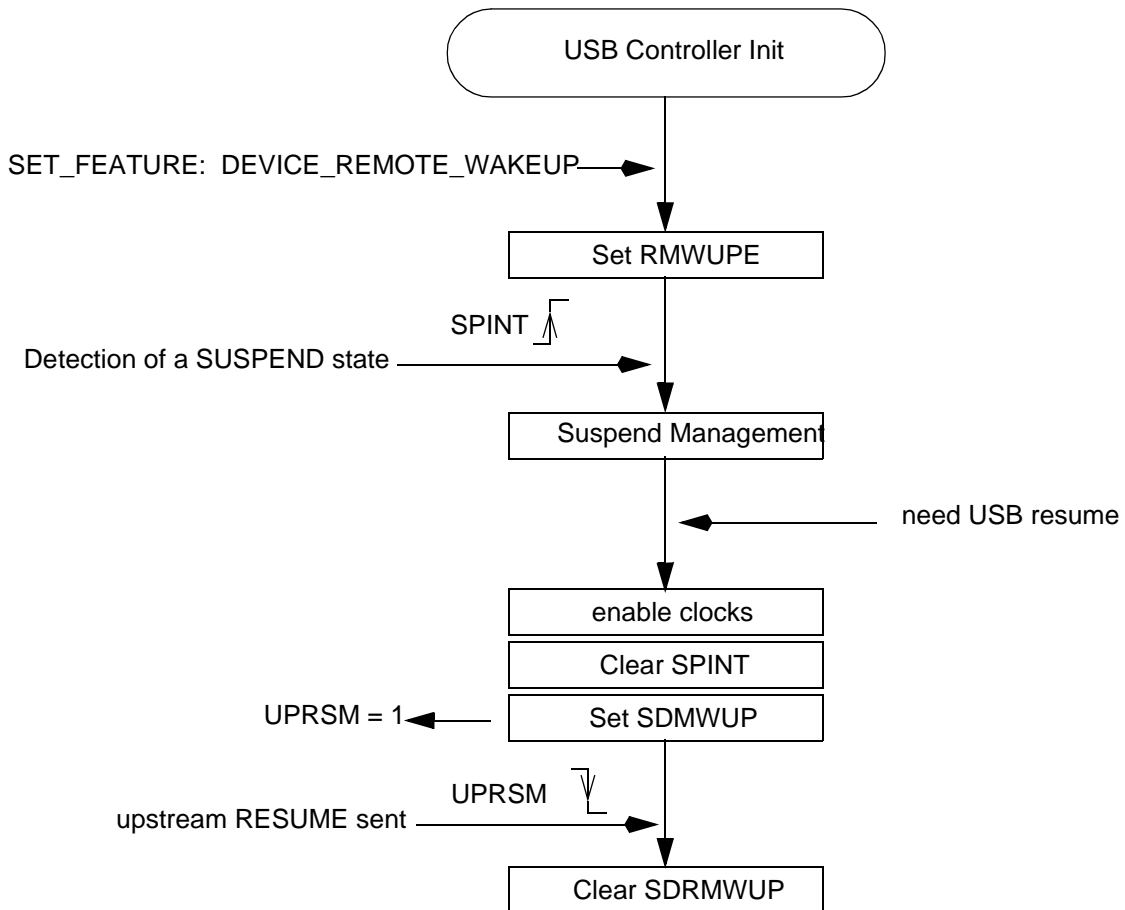 USB Controller Init
SET_FEATURE: DEVICE_REMOTE_WAKEUP
Set RMWUPE
SPINT
Detection of a SUSPEND state
Suspend Management
need USB resume
enable clocks
Clear SPINT
UPRSM = 1
Set SDMWUP
UPRSM
upstream RESUME sent
Clear SDRMWUP